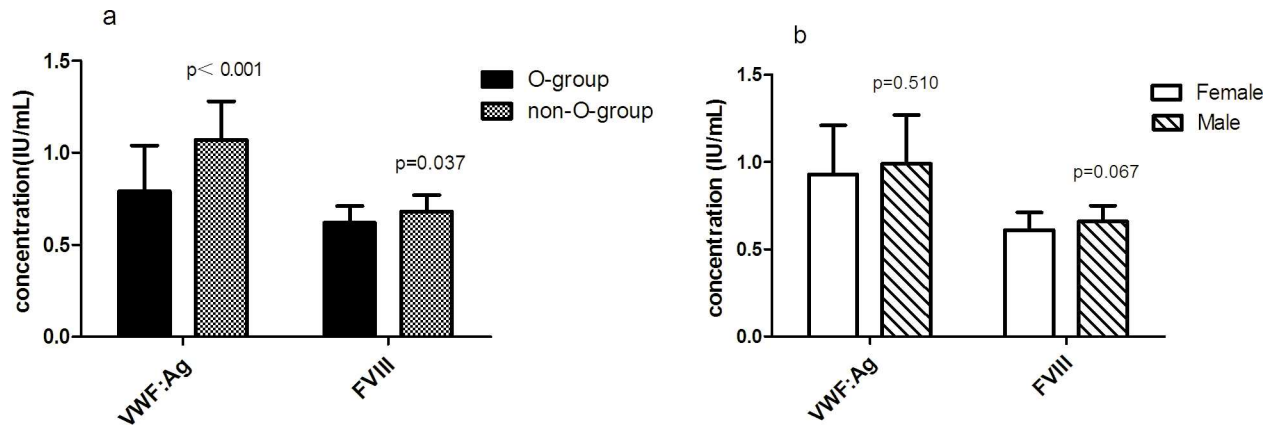 a
concentration(IU/mL)
1.5
1.0
0.5
0.0
p< 0.001
p=0.037
VWF:Ag
FVIII
O-group
non-O-group
b
concentration (IU/mL)
1.5
1.0
0.5
0.0
p=0.510
p=0.067
VWF:Ag
FVIII
Female
Male